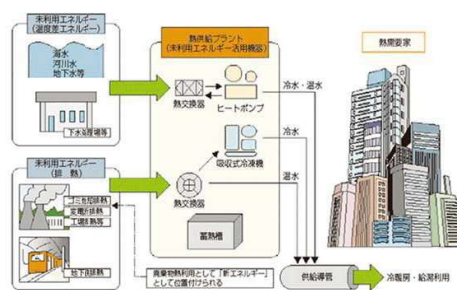 未利用エネルギー
(温度差エネルギー)
海水
河川水
地下水等
下水処理場等
未利用エネルギー
(排熱)
ゴミ焼却排熱
変電所排熱
工場排熱等
地下鉄排熱
熱供給プラント
(未利用エネルギー活用機器)
熱交換器
ヒートポンプ
吸収式冷凍機
熱交換器
蓄熱槽
冷水・温水
冷水
温水
廃棄物熱利用として「新エネルギー」
として位置付けられる
熱需要家
供給導管
冷暖房・給湯利用